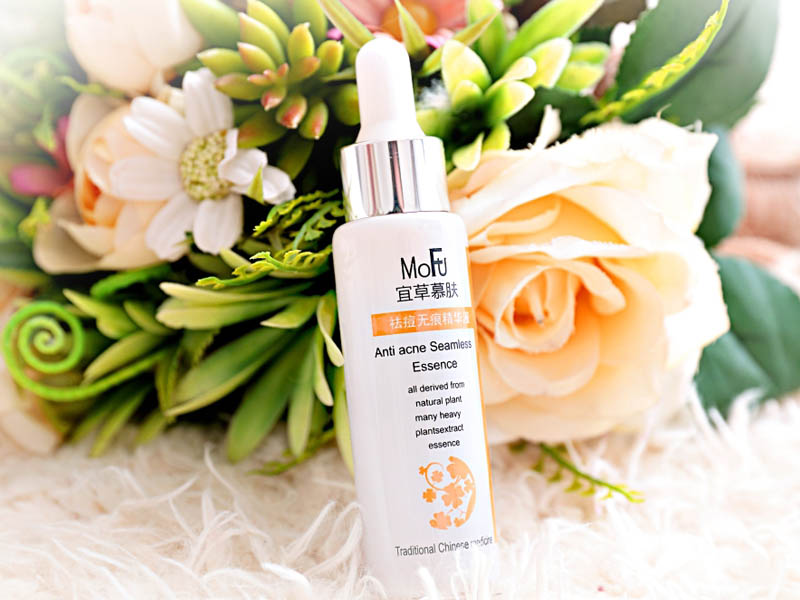 MoFu
宜草慕肤
祛痘无痕精华液
Anti acne Seamless
Essence
all derived from
natural plant
many heavy
plantsextract
essence
Traditional Chinese medicine